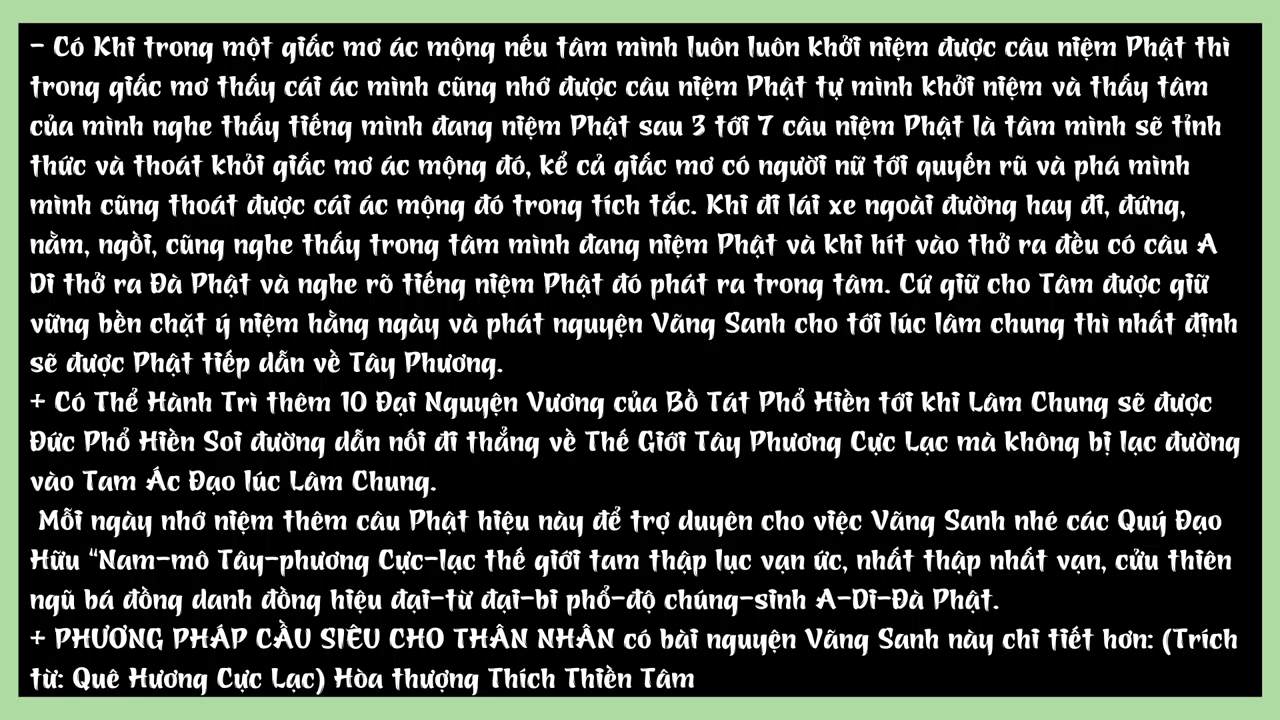 - Có Khi trong một giấc mơ ác mộng nếu tâm mình luôn luôn khởi niệm được câu niệm Phật thì
trong giấc mơ thấy cái ác mình cũng nhớ được câu niệm Phật tự mình khởi niệm và thấy tâm
của mình nghe thấy tiếng mình đang niệm Phật sau 3 tới 7 câu niệm Phật là tâm mình sẽ tỉnh
thức và thoát khỏi giấc mơ ác mộng đó, kể cả giấc mơ có người nữ tới quyến rũ và phá mình
mình cũng thoát được cái ác mộng đó trong tích tắc. Khi đi lái xe ngoài đường hay đi, đứng,
nằm, ngồi, cũng nghe thấy trong tâm mình đang niệm Phật và khi hít vào thở ra đều có câu A
Di thở ra Đà Phật và nghe rõ tiếng niệm Phật đó phát ra trong tâm. Cứ giữ cho Tâm được giữ
vững bền chặt ý niệm hằng ngày và phát nguyện Vãng Sanh cho tới lúc lâm chung thì nhất định
sẽ được Phật tiếp dẫn về Tây Phương.
+ Có Thể Hành Trì thêm 10 Đại Nguyện Vương của Bồ Tát Phổ Hiền tới khi Lâm Chung sẽ được
Đức Phổ Hiền Soi đường dẫn nối đi thẳng về Thế Giới Tây Phương Cực Lạc mà không bị lạc đường
vào Tam Ác Đạo lúc Lâm Chung.
Mỗi ngày nhớ niệm thêm câu Phật hiệu này để trợ duyên cho việc Vãng Sanh nhé các Quý Đạo
Hữu “Nam-mô Tây-phương Cực-lạc thế giới tam thập lục vạn ức, nhất thập nhất vạn, cửu thiên
ngũ bá đồng danh đồng hiệu đại-từ đại-bi phổ-độ chúng-sinh A-Di-Đà Phật.
+ PHƯƠNG PHÁP CẦU SIÊU CHO THÂN NHÂN có bài nguyện Vãng Sanh này chi tiết hơn: (Trích
từ: Quê Hương Cực Lạc) Hòa thượng Thích Thiền Tâm